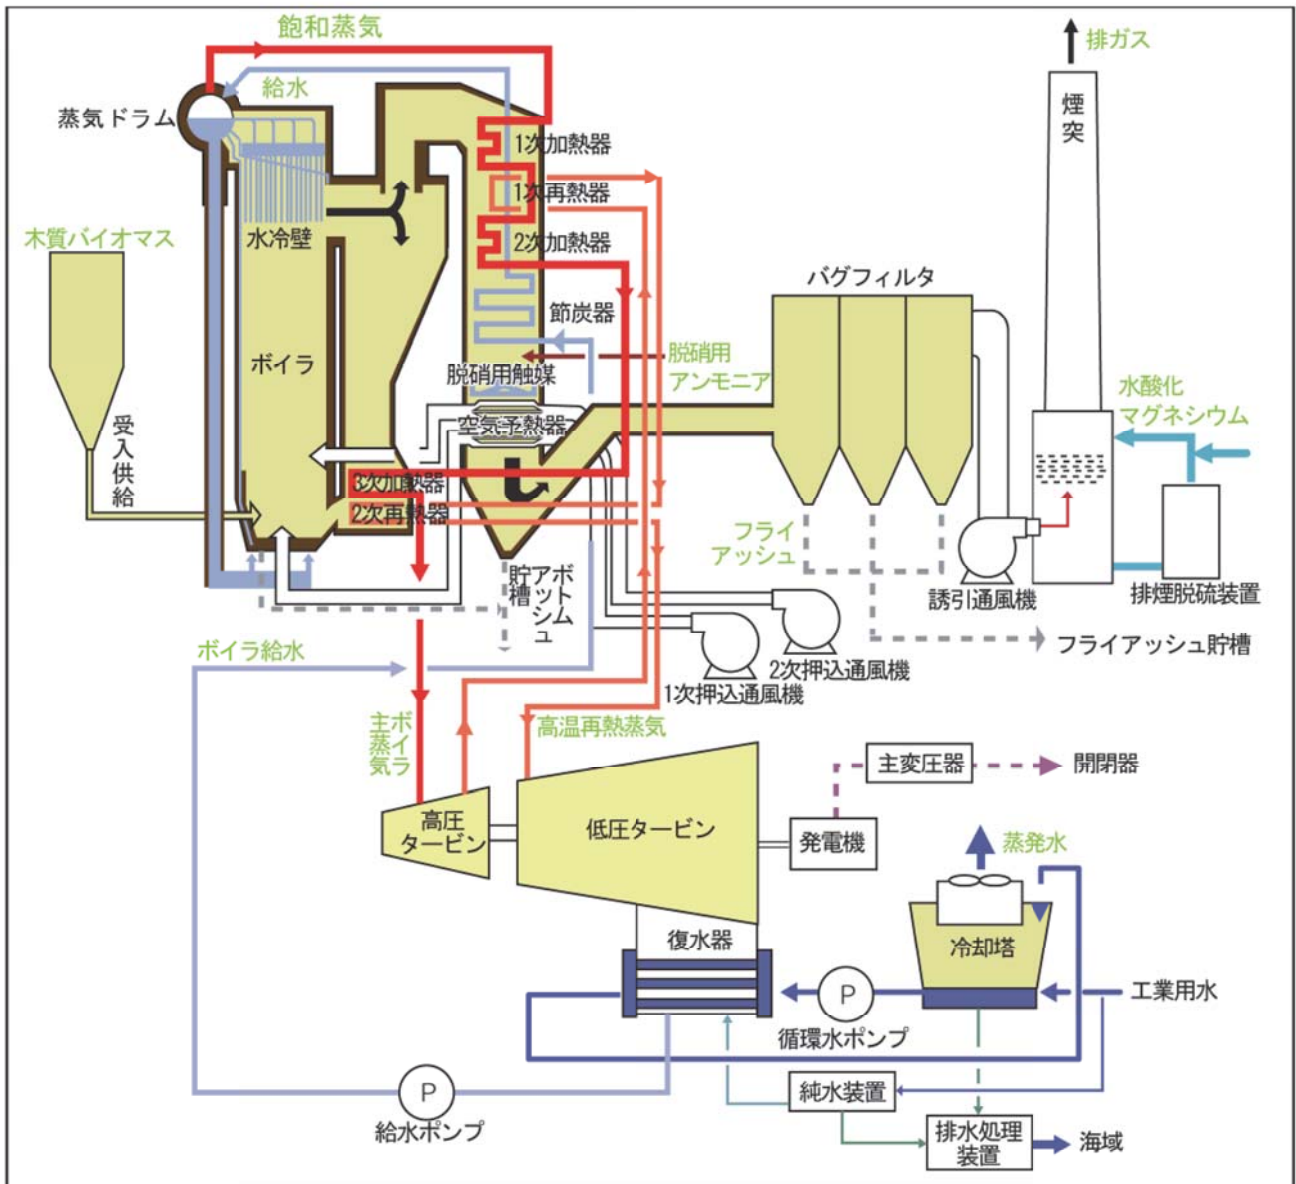 飽和蒸気
排ガス
給水
煙突
蒸気ドラム
1次加熱器
1次再熱器
水冷壁
2次加熱器
木質バイオマス
バグフィルタ
節炭器
ボイラ
脱硝用
アンモニア
脱硝用触媒
水酸化
マグネシウム
受入供給
空気予熱器
3次加熱器
2次再熱器
フライ
アッシュ
ボトムアッシュ
貯槽
誘引通風機
排煙脱硫装置
フライアッシュ貯槽
ボイラ給水
2次押込通風機
1次押込通風機
ボイラ
主蒸気
高温再熱蒸気
主変圧器
開閉器
高圧
タービン
低圧タービン
発電機
蒸発水
復水器
冷却塔
P
工業用水
循環水ポンプ
P
純水装置
給水ポンプ
排水処理
装置
海域